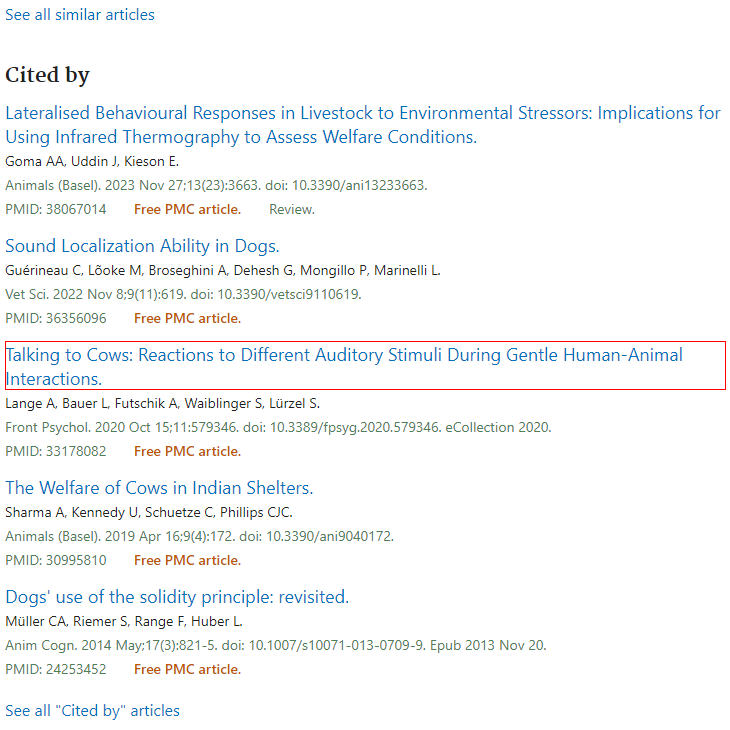 See all similar articles
Cited by
Lateralised Behavioural Responses in Livestock to Environmental Stressors: Implications for
Using Infrared Thermography to Assess Welfare Conditions.
Goma AA, Uddin J, Kieson E.
Animals (Basel). 2023 Nov 27;13(23):3663. doi: 10.3390/ani13233663.
PMID: 38067014 Free PMC article. Review.
Sound Localization Ability in Dogs.
Guérineau C, Lõoke M, Broseghini A, Dehesh G, Mongillo P, Marinelli L.
Vet Sci. 2022 Nov 8;9(11):619. doi: 10.3390/vetsci9110619.
PMID: 36356096 Free PMC article.
Talking to Cows: Reactions to Different Auditory Stimuli During Gentle Human-Animal
Interactions.
Lange A, Bauer L, Futschik A, Waiblinger S, Lürzel S.
Front Psychol. 2020 Oct 15;11:579346. doi: 10.3389/fpsyg.2020.579346. eCollection 2020.
PMID: 33178082 Free PMC article.
The Welfare of Cows in Indian Shelters.
Sharma A, Kennedy U, Schuetze C, Phillips CJC.
Animals (Basel). 2019 Apr 16;9(4):172. doi: 10.3390/ani9040172.
PMID: 30995810 Free PMC article.
Dogs' use of the solidity principle: revisited.
Müller CA, Riemer S, Range F, Huber L.
Anim Cogn. 2014 May;17(3):821-5. doi: 10.1007/s10071-013-0709-9. Epub 2013 Nov 20.
PMID: 24253452 Free PMC article.
See all "Cited by" articles